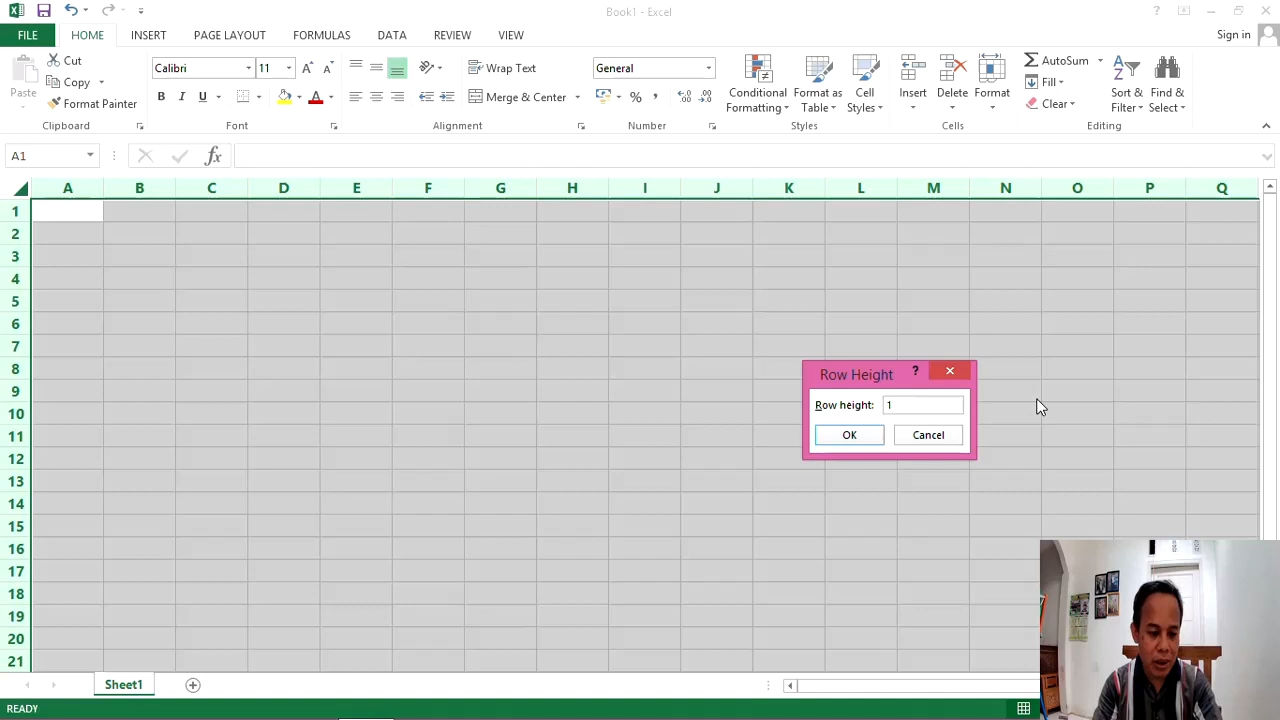 Book1 - Excel
?
FILE HOME INSERT PAGE LAYOUT FORMULAS DATA REVIEW VIEW Sign in
Paste
Cut
Copy
Format Painter
Clipboard
Calibri 11
B I U A
Font
Wrap Text
Merge & Center
Alignment
General
%
Number
Conditional Formatting
Format as Table
Cell Styles
Styles
Insert
Delete
Format
Cells
AutoSum
Fill
Clear
Sort & Filter
Find & Select
Editing
A1 fx
A B C D E F G H I J K L M N O P Q
1
2
3
4
5
6
7
8
9
10
11
12
13
14
15
16
17
18
19
20
21
Row Height ?
Row height: 1
OK Cancel
Sheet1
READY